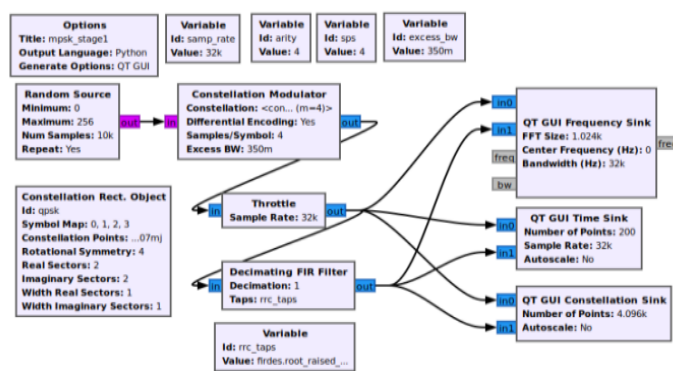 Options
Title: mpsk_stage1
Output Language: Python
Generate Options: QT GUI
Variable
Id: samp_rate
Value: 32k
Variable
Id: arity
Value: 4
Variable
Id: sps
Value: 4
Variable
Id: excess_bw
Value: 350m
Random Source
Minimum: 0
Maximum: 256
Num Samples: 10k
Repeat: Yes
out
in
Constellation Modulator
Constellation: <con... (m=4)>
Differential Encoding: Yes
Samples/Symbol: 4
Excess BW: 350m
out
in0
in1
freq
bw
QT GUI Frequency Sink
FFT Size: 1.024k
Center Frequency (Hz): 0
Bandwidth (Hz): 32k
Constellation Rect. Object
Id: qpsk
Symbol Map: 0, 1, 2, 3
Constellation Points: ...07mj
Rotational Symmetry: 4
Real Sectors: 2
Imaginary Sectors: 2
Width Real Sectors: 1
Width Imaginary Sectors: 1
in
Throttle
Sample Rate: 32k
out
in0
in1
QT GUI Time Sink
Number of Points: 200
Sample Rate: 32k
Autoscale: No
in
Decimating FIR Filter
Decimation: 1
Taps: rrc_taps
out
in0
in1
QT GUI Constellation Sink
Number of Points: 4.096k
Autoscale: No
Variable
Id: rrc_taps
Value: firdes.root_raised_...